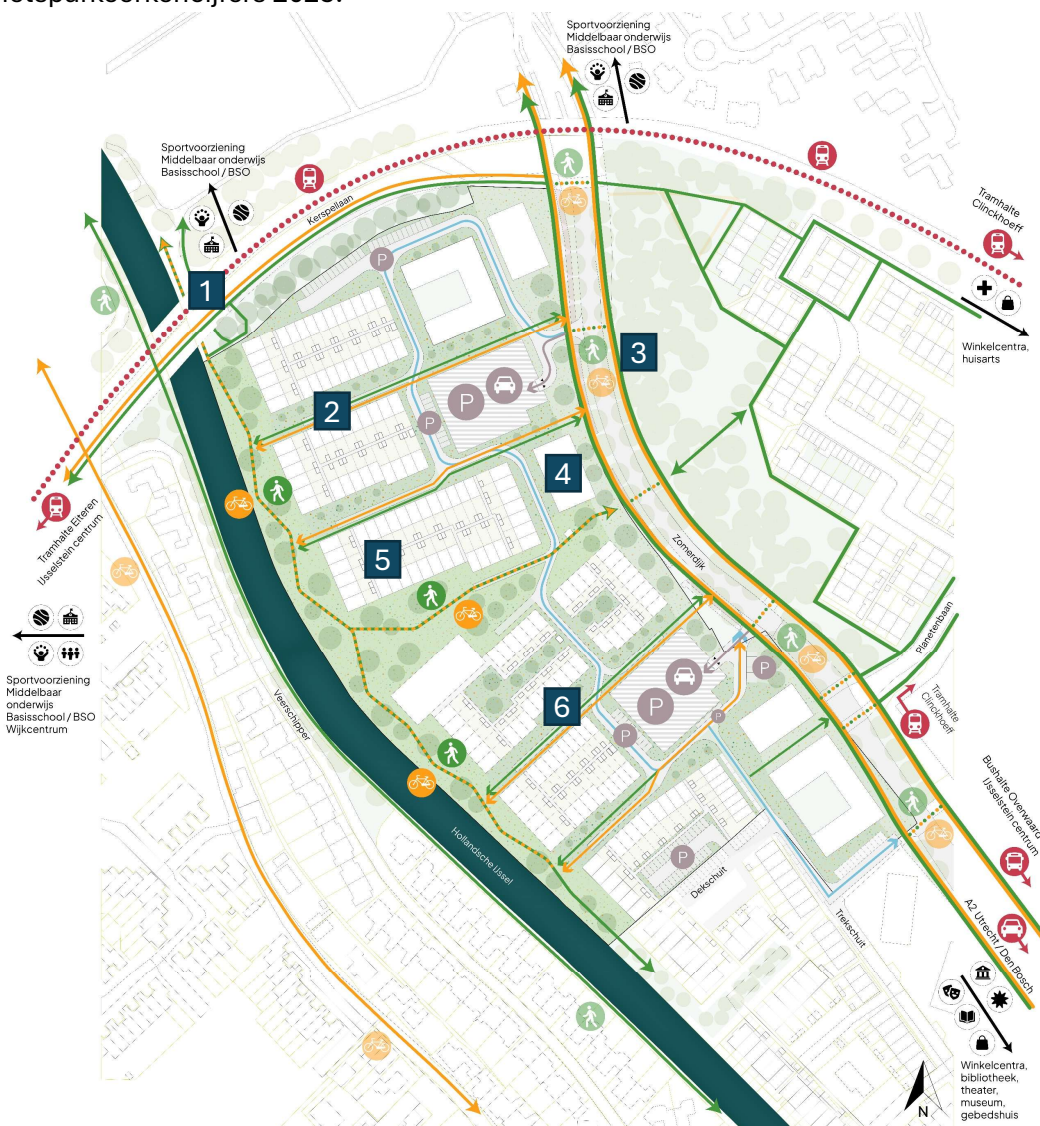 Sportvoorziening
Middelbaar onderwijs
Basisschool / BSO
Sportvoorziening
Middelbaar onderwijs
Basisschool / BSO
Kerspellaan
Tramhalte
Clinckhoeff
1
P
Winkelcentra,
huisarts
3
2
P
P
4
Tramhalte Eiteren
IJsselstein centrum
Zomerdijk
5
Planetenbaan
Sportvoorziening
Middelbaar
onderwijs
Basisschool / BSO
Wijkcentrum
P
Tramhalte
Clinckhoeff
Veerschipper
6
P
P
P
Bushalte Overwaard
IJsselstein centrum
Hollandsche IJssel
P
Dekschuit
Trekschuit
A2 Utrecht / Den Bosch
Winkelcentra,
bibliotheek,
theater,
museum,
gebedshuis
N